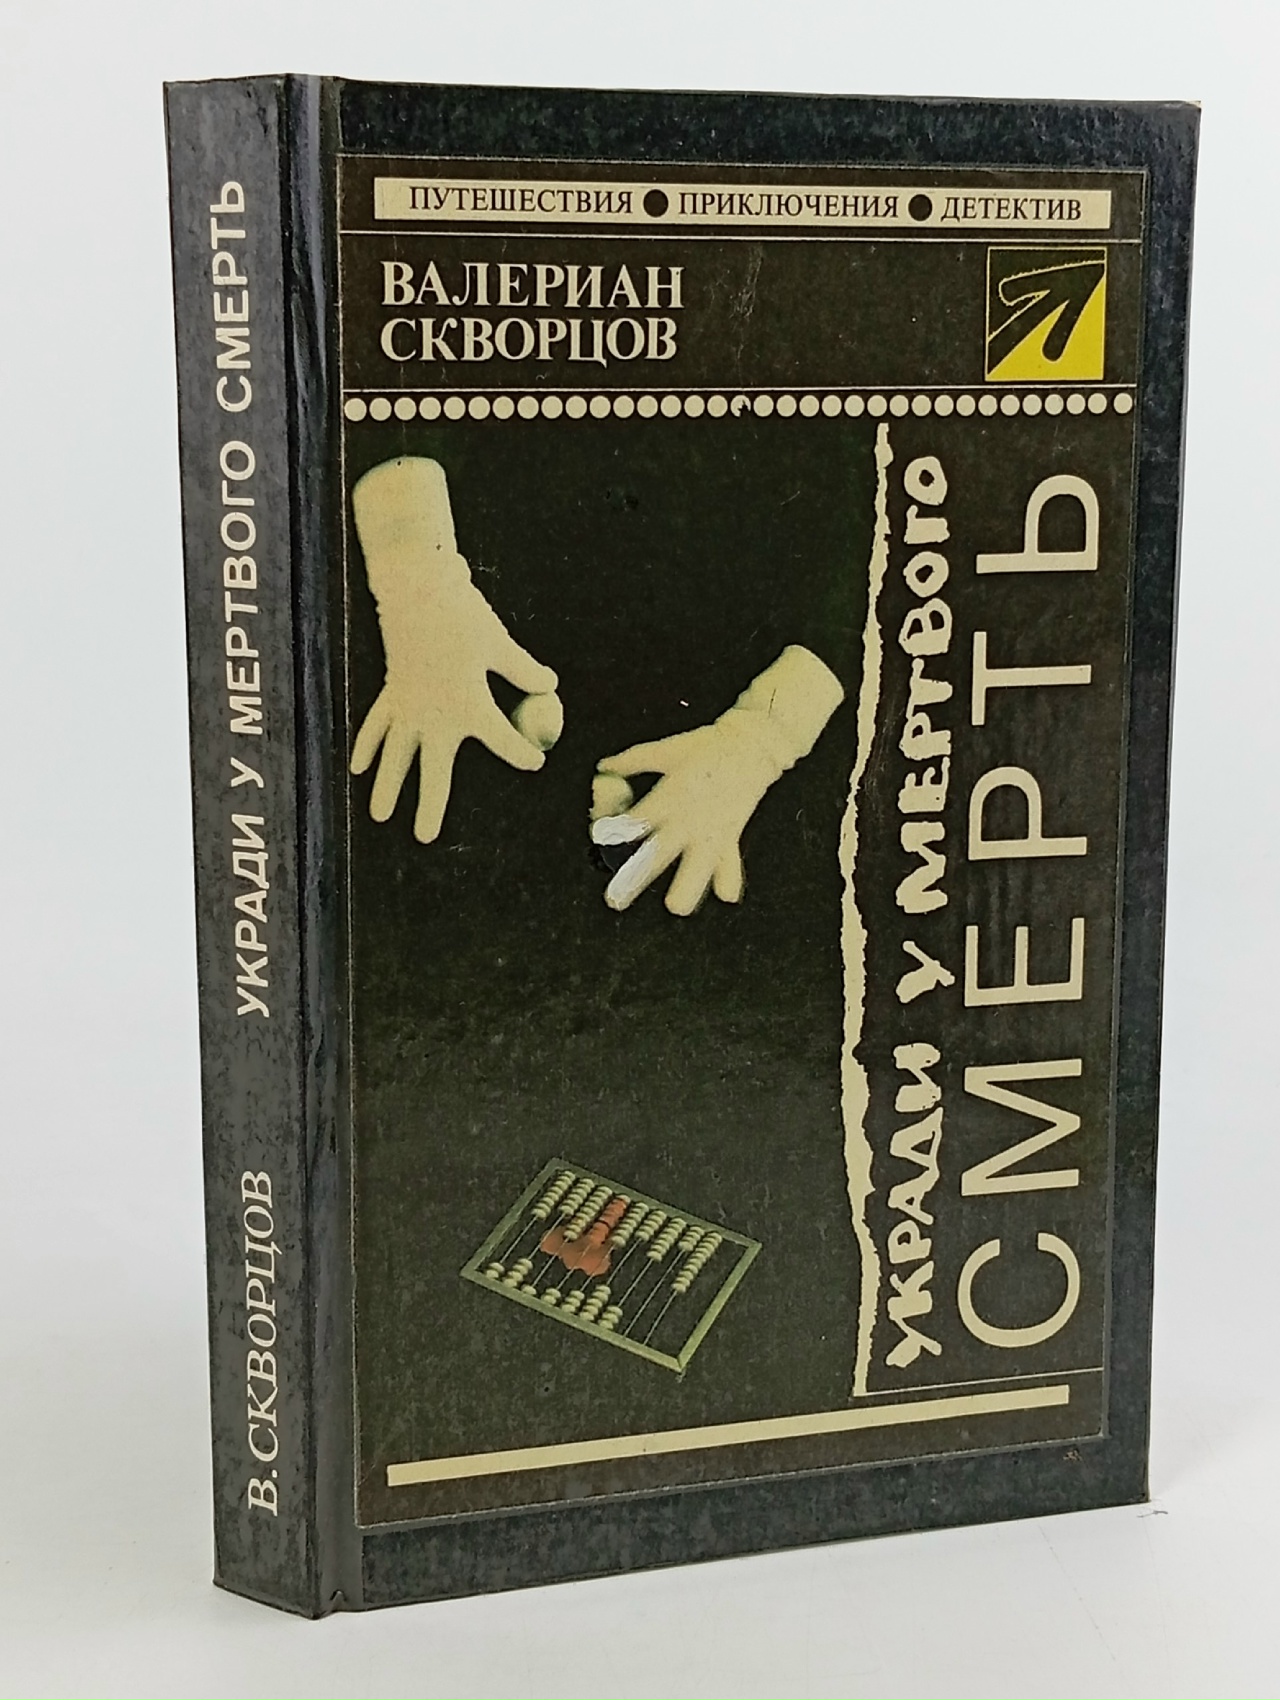 В. СКВОРЦОВ УКРАДИ У МЕРТВОГО СМЕРТЬ
ПУТЕШЕСТВИЯ ● ПРИКЛЮЧЕНИЯ ● ДЕТЕКТИВ
ВАЛЕРИАН
СКВОРЦОВ
УКРАДИ У МЕРТВОГО
СМЕРТЬ